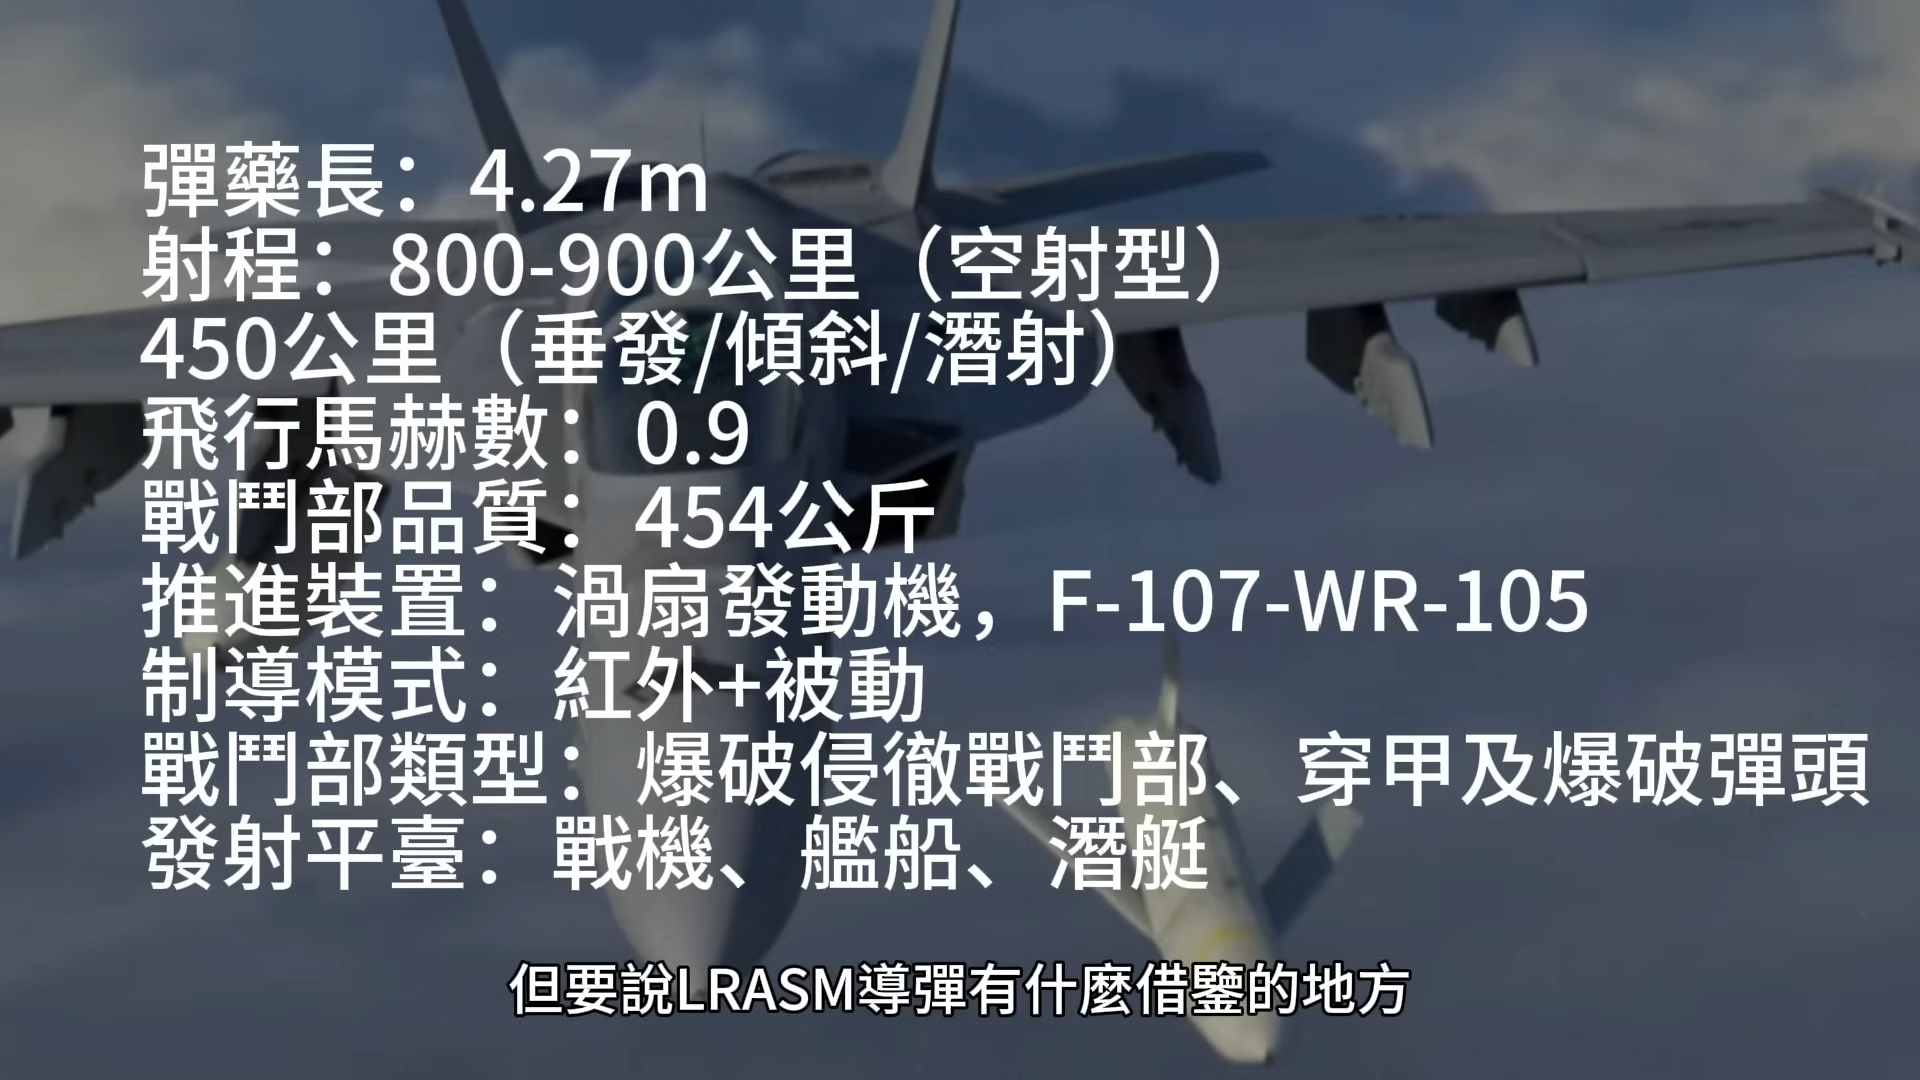 彈藥長：4.27m
射程：800-900公里（空射型）
450公里（垂發/傾斜/潛射）
飛行馬赫數：0.9
戰鬥部品質：454公斤
推進裝置：渦扇發動機，F-107-WR-105
制導模式：紅外+被動
戰鬥部類型：爆破侵徹戰鬥部、穿甲及爆破彈頭
發射平臺：戰機、艦船、潛艇
但要說LRASM導彈有什麼借鑒的地方